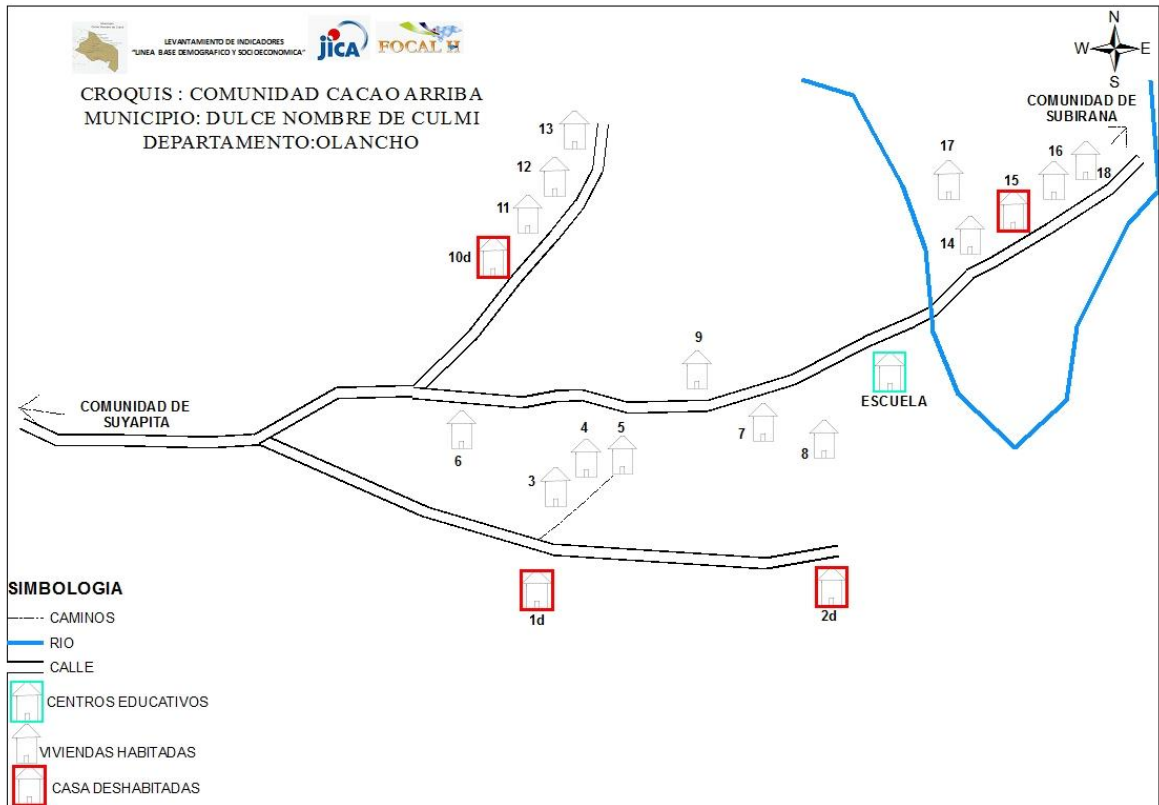 LEVANTAMIENTO DE INDICADORES
"LINEA BASE DEMOGRAFICO Y SOCIOECONOMICA"
jICA
FOCAL H
CROQUIS : COMUNIDAD CACAO ARRIBA
MUNICIPIO: DULCE NOMBRE DE CULMI
DEPARTAMENTO:OLANCHO
N
W
E
S
COMUNIDAD DE
SUBIRANA
13
12
11
10d
17
16
15
18
14
9
ESCUELA
COMUNIDAD DE
SUYAPITA
6
4
5
3
7
8
1d
2d
SIMBOLOGIA
CAMINOS
RIO
CALLE
CENTROS EDUCATIVOS
VIVIENDAS HABITADAS
CASA DESHABITADAS